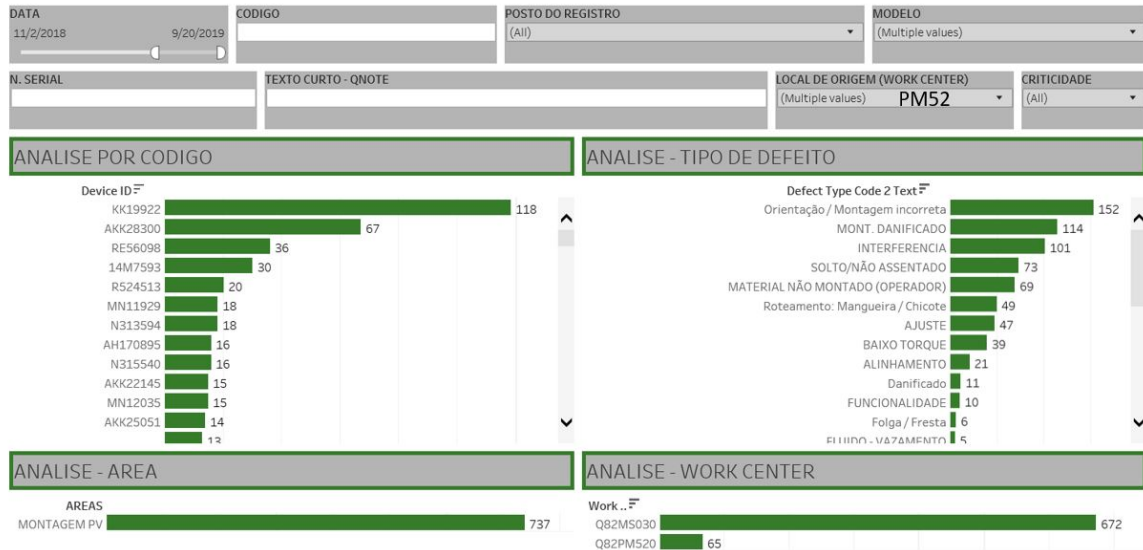 DATA
CODIGO
POSTO DO REGISTRO
MODELO
11/2/2018 9/20/2019
(All)
(Multiple values)
N. SERIAL
TEXTO CURTO - QNOTE
LOCAL DE ORIGEM (WORK CENTER)
CRITICIDADE
(Multiple values) PM52
(All)
ANALISE POR CODIGO
Device ID
KK19922 118
AKK28300 67
RE56098 36
14M7593 30
R524513 20
MN11929 18
N313594 18
AH170895 16
N315540 16
AKK22145 15
MN12035 15
AKK25051 14
13
ANALISE - TIPO DE DEFEITO
Defect Type Code 2 Text
Orientação / Montagem incorreta 152
MONT. DANIFICADO 114
INTERFERENCIA 101
SOLTO/NÃO ASSENTADO 73
MATERIAL NÃO MONTADO (OPERADOR) 69
Roteamento: Mangueira / Chicote 49
AJUSTE 47
BAIXO TORQUE 39
ALINHAMENTO 21
Danificado 11
FUNCIONALIDADE 10
Folga / Fresta 6
FLUIDO - VAZAMENTO 5
ANALISE - AREA
AREAS
MONTAGEM PV 737
ANALISE - WORK CENTER
Work ..
Q82MS030 672
Q82PM520 65